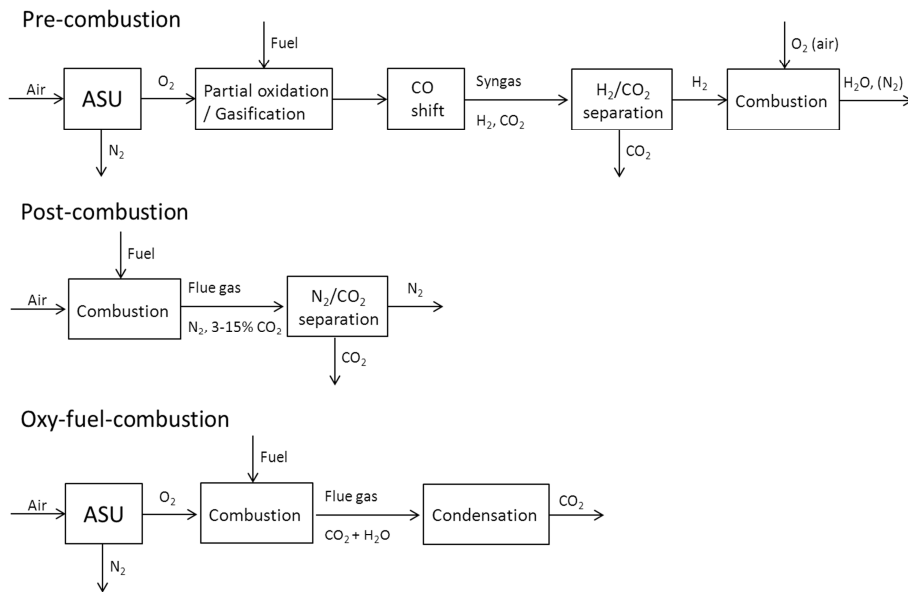 Pre-combustion
Fuel
O₂ (air)
Air
ASU
O₂
Partial oxidation
/ Gasification
CO
shift
Syngas
H₂, CO₂
H₂/CO₂
separation
H₂
Combustion
H₂O, (N₂)
N₂
CO₂
Post-combustion
Fuel
Air
Combustion
Flue gas
N₂, 3-15% CO₂
N₂/CO₂
separation
N₂
CO₂
Oxy-fuel-combustion
Fuel
Air
ASU
O₂
Combustion
Flue gas
CO₂ + H₂O
Condensation
CO₂
N₂